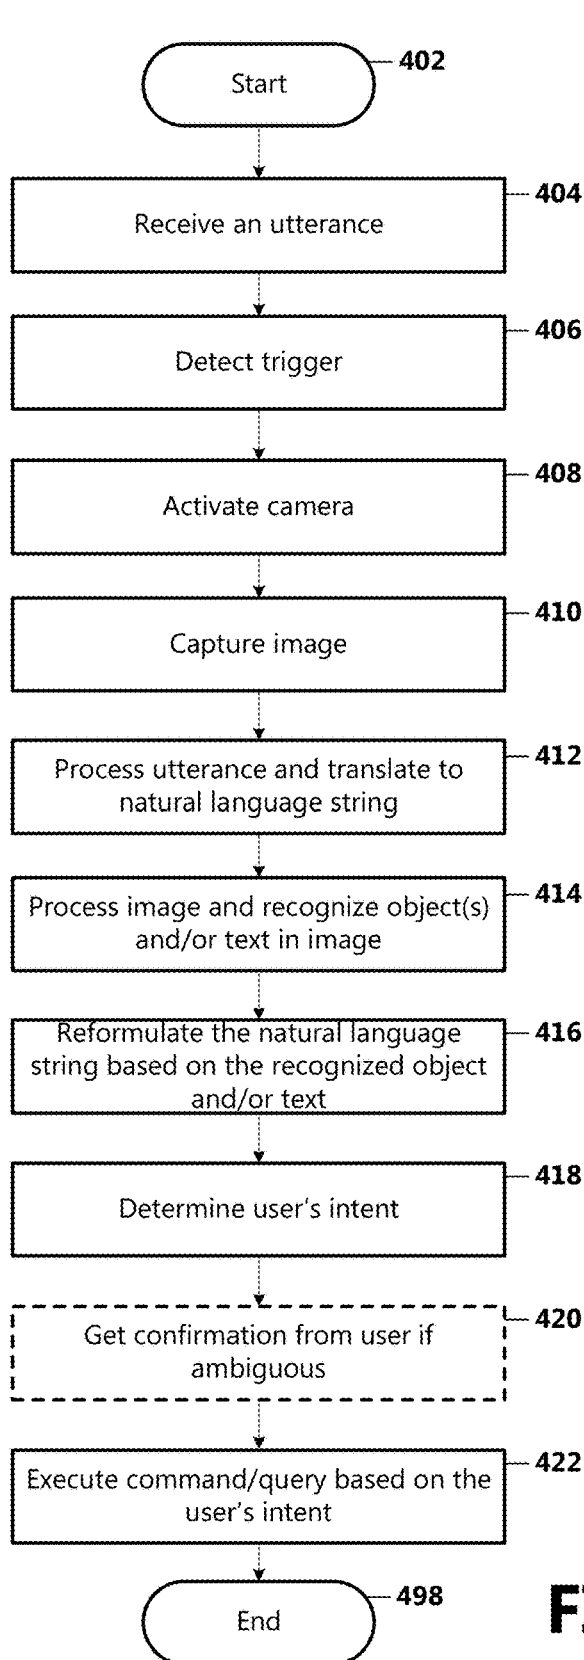 402
Start
404
Receive an utterance
406
Detect trigger
408
Activate camera
410
Capture image
412
Process utterance and translate to
natural language string
414
Process image and recognize object(s)
and/or text in image
416
Reformulate the natural language
string based on the recognized object
and/or text
418
Determine user's intent
420
Get confirmation from user if
ambiguous
422
Execute command/query based on the
user's intent
498
End